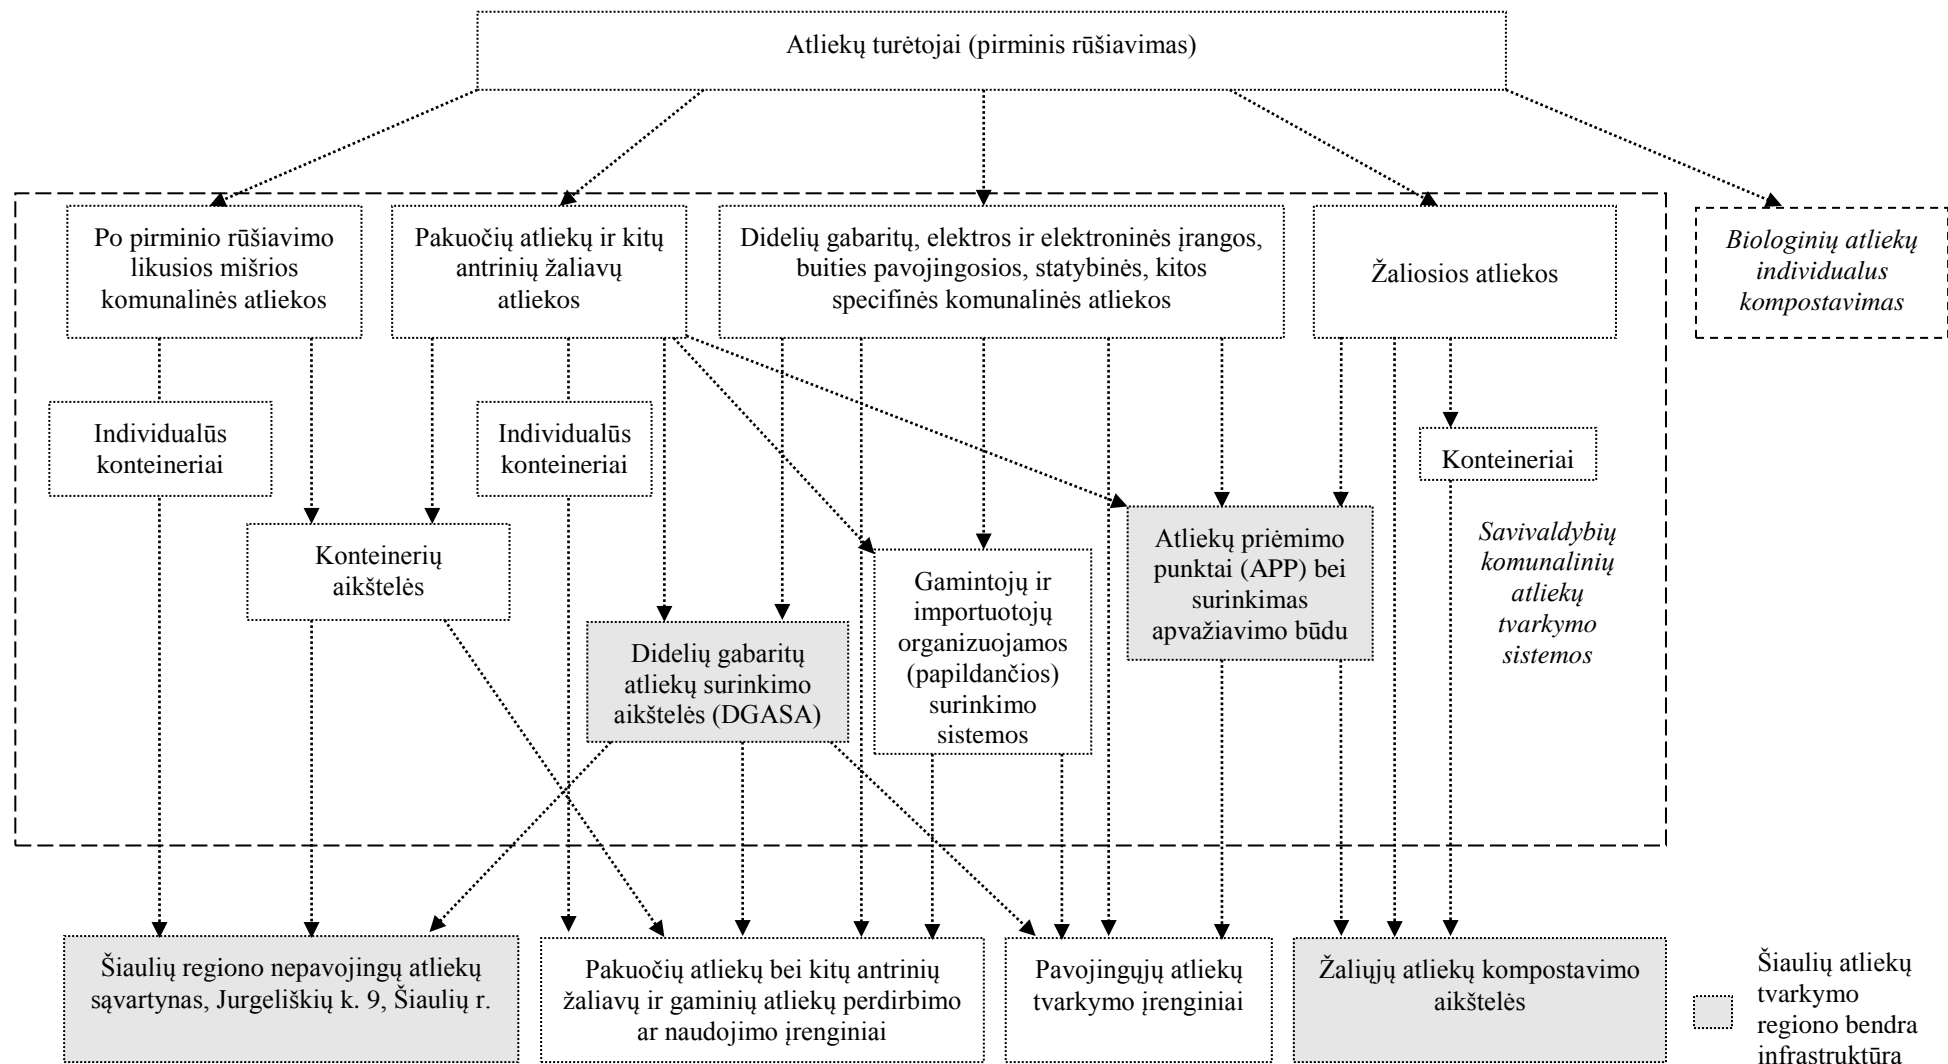 Atliekų turėtojai (pirminis rūšiavimas)
Po pirminio rūšiavimo
likusios mišrios
komunalinės atliekos
Pakuočių atliekų ir kitų
antrinių žaliavų
atliekos
Didelių gabaritų, elektros ir elektroninės įrangos,
buities pavojingosios, statybinės, kitos
specifinės komunalinės atliekos
Žaliosios atliekos
Biologinių atliekų
individualus
kompostavimas
Individualūs
konteineriai
Individualūs
konteineriai
Konteineriai
Konteinerių
aikštelės
Didelių gabaritų
atliekų surinkimo
aikštelės (DGASA)
Gamintojų ir
importuotojų
organizuojamos
(papildančios)
surinkimo
sistemos
Atliekų priėmimo
punktai (APP) bei
surinkimas
apvažiavimo būdu
Savivaldybių
komunalinių
atliekų
tvarkymo
sistemos
Šiaulių regiono nepavojingų atliekų
sąvartynas, Jurgeliškių k. 9, Šiaulių r.
Pakuočių atliekų bei kitų antrinių
žaliavų ir gaminių atliekų perdirbimo
ar naudojimo įrenginiai
Pavojingųjų atliekų
tvarkymo įrenginiai
Žaliųjų atliekų kompostavimo
aikštelės
Šiaulių atliekų
tvarkymo
regiono bendra
infrastruktūra